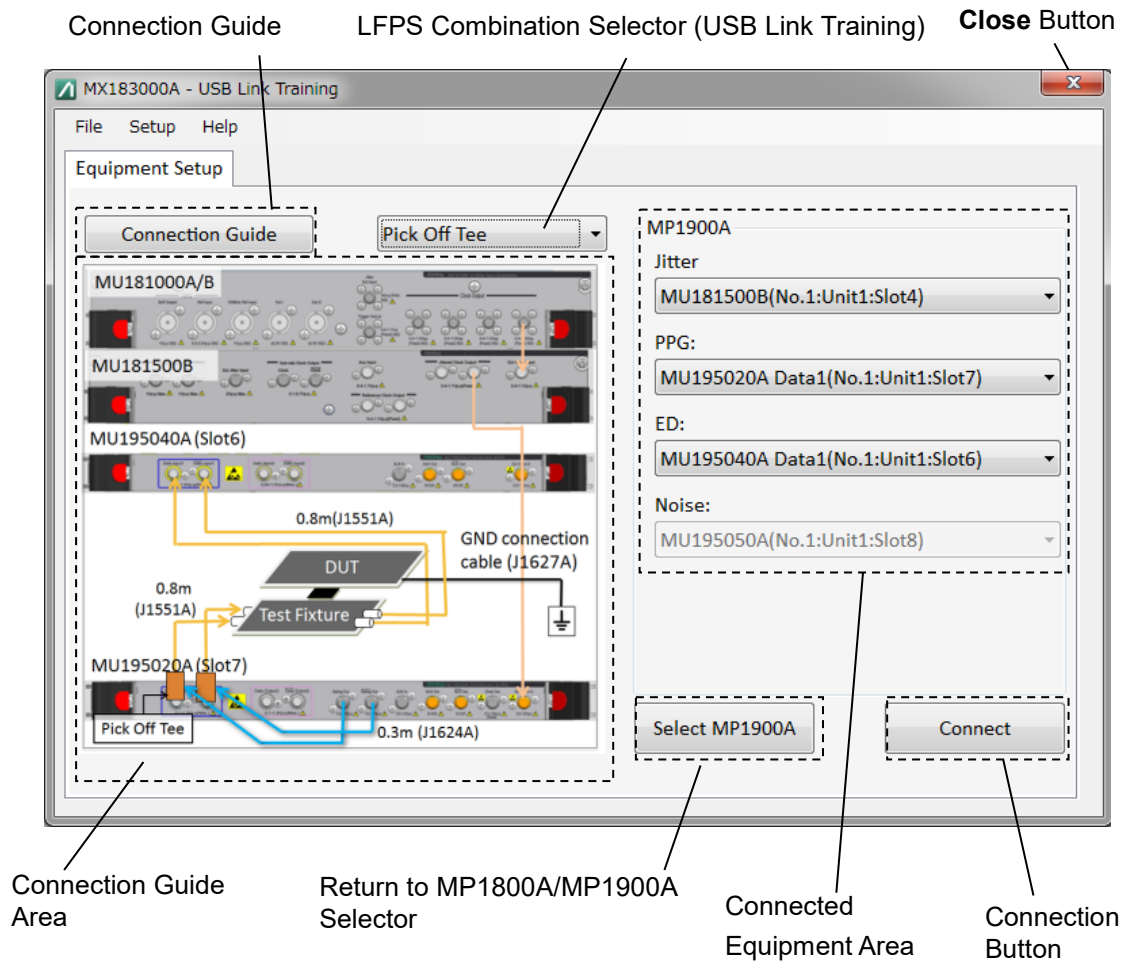 Connection Guide
LFPS Combination Selector (USB Link Training)
Close Button
MX183000A - USB Link Training
File Setup Help
Equipment Setup
Connection Guide
Pick Off Tee
MP1900A
Jitter
MU181500B(No.1:Unit1:Slot4)
PPG:
MU195020A Data1(No.1:Unit1:Slot7)
ED:
MU195040A Data1(No.1:Unit1:Slot6)
Noise:
MU195050A(No.1:Unit1:Slot8)
MU181000A/B
MU181500B
MU195040A (Slot6)
0.8m(J1551A)
GND connection
cable (J1627A)
DUT
0.8m
(J1551A)
Test Fixture
MU195020A (Slot7)
Pick Off Tee
0.3m (J1624A)
Select MP1900A
Connect
Connection Guide
Area
Return to MP1800A/MP1900A
Selector
Connected
Equipment Area
Connection
Button